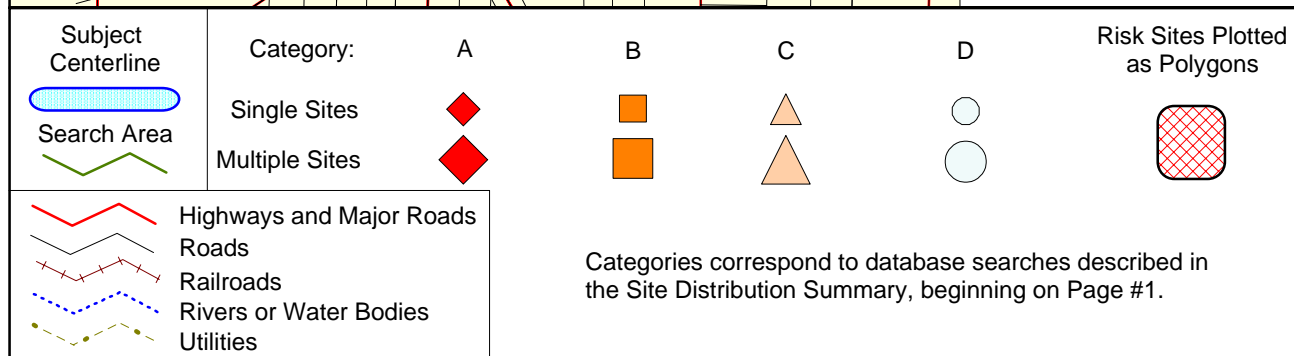 Subject
Centerline
Search Area
Category: A B C D
Single Sites
Multiple Sites
Risk Sites Plotted
as Polygons
Highways and Major Roads
Roads
Railroads
Rivers or Water Bodies
Utilities
Categories correspond to database searches described in
the Site Distribution Summary, beginning on Page #1.